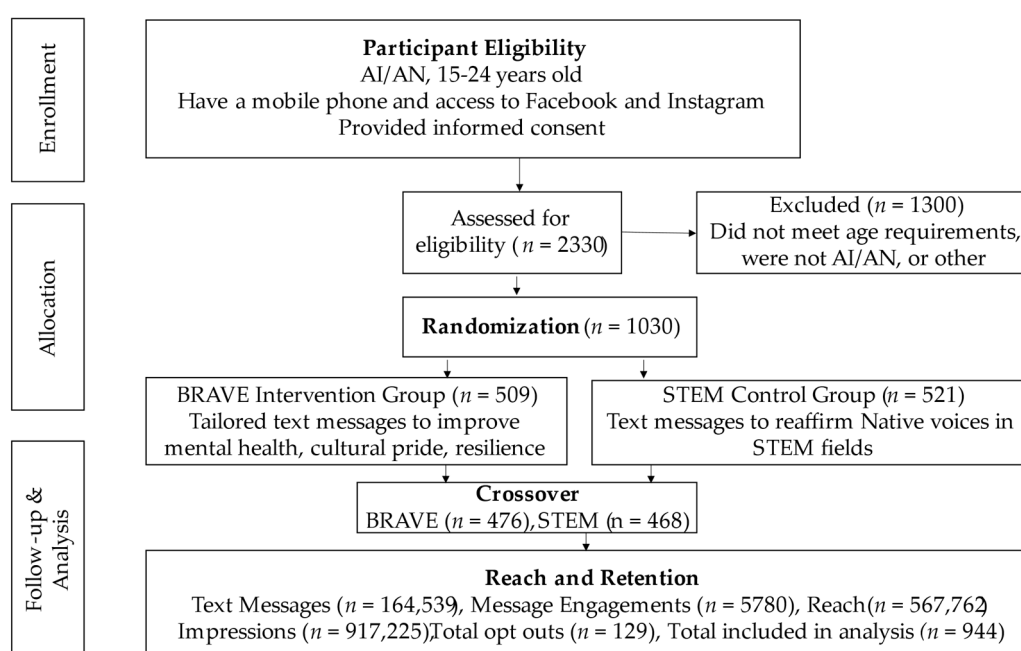 Enrollment
Participant Eligibility
AI/AN, 15-24 years old
Have a mobile phone and access to Facebook and Instagram
Provided informed consent
Allocation
Assessed for
eligibility (n = 2330)
Excluded (n = 1300)
Did not meet age requirements,
were not AI/AN, or other
Randomization (n = 1030)
BRAVE Intervention Group (n = 509)
Tailored text messages to improve
mental health, cultural pride, resilience
STEM Control Group (n = 521)
Text messages to reaffirm Native voices in
STEM fields
Follow-up &
Analysis
Crossover
BRAVE (n = 476), STEM (n = 468)
Reach and Retention
Text Messages (n = 164,539), Message Engagements (n = 5780), Reach (n = 567,762)
Impressions (n = 917,225), Total opt outs (n = 129), Total included in analysis (n = 944)